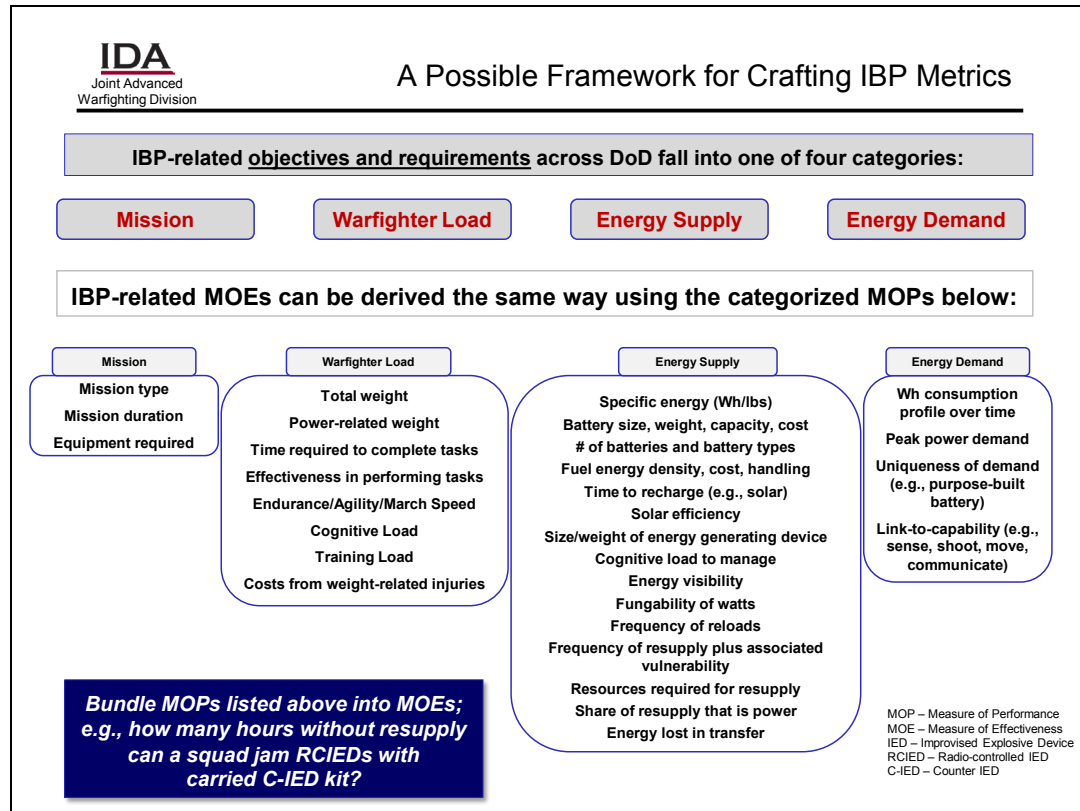 IDA
Joint Advanced
Warfighting Division
A Possible Framework for Crafting IBP Metrics
IBP-related objectives and requirements across DoD fall into one of four categories:
Mission
Warfighter Load
Energy Supply
Energy Demand
IBP-related MOEs can be derived the same way using the categorized MOPs below:
Mission
Mission type
Mission duration
Equipment required
Warfighter Load
Total weight
Power-related weight
Time required to complete tasks
Effectiveness in performing tasks
Endurance/Agility/March Speed
Cognitive Load
Training Load
Costs from weight-related injuries
Energy Supply
Specific energy (Wh/lbs)
Battery size, weight, capacity, cost
# of batteries and battery types
Fuel energy density, cost, handling
Time to recharge (e.g., solar)
Solar efficiency
Size/weight of energy generating device
Cognitive load to manage
Energy visibility
Fungability of watts
Frequency of reloads
Frequency of resupply plus associated
vulnerability
Resources required for resupply
Share of resupply that is power
Energy lost in transfer
Energy Demand
Wh consumption
profile over time
Peak power demand
Uniqueness of demand
(e.g., purpose-built
battery)
Link-to-capability (e.g.,
sense, shoot, move,
communicate)
Bundle MOPs listed above into MOEs;
e.g., how many hours without resupply
can a squad jam RCIEDs with
carried C-IED kit?
MOP – Measure of Performance
MOE – Measure of Effectiveness
IED – Improvised Explosive Device
RCIED – Radio-controlled IED
C-IED – Counter IED